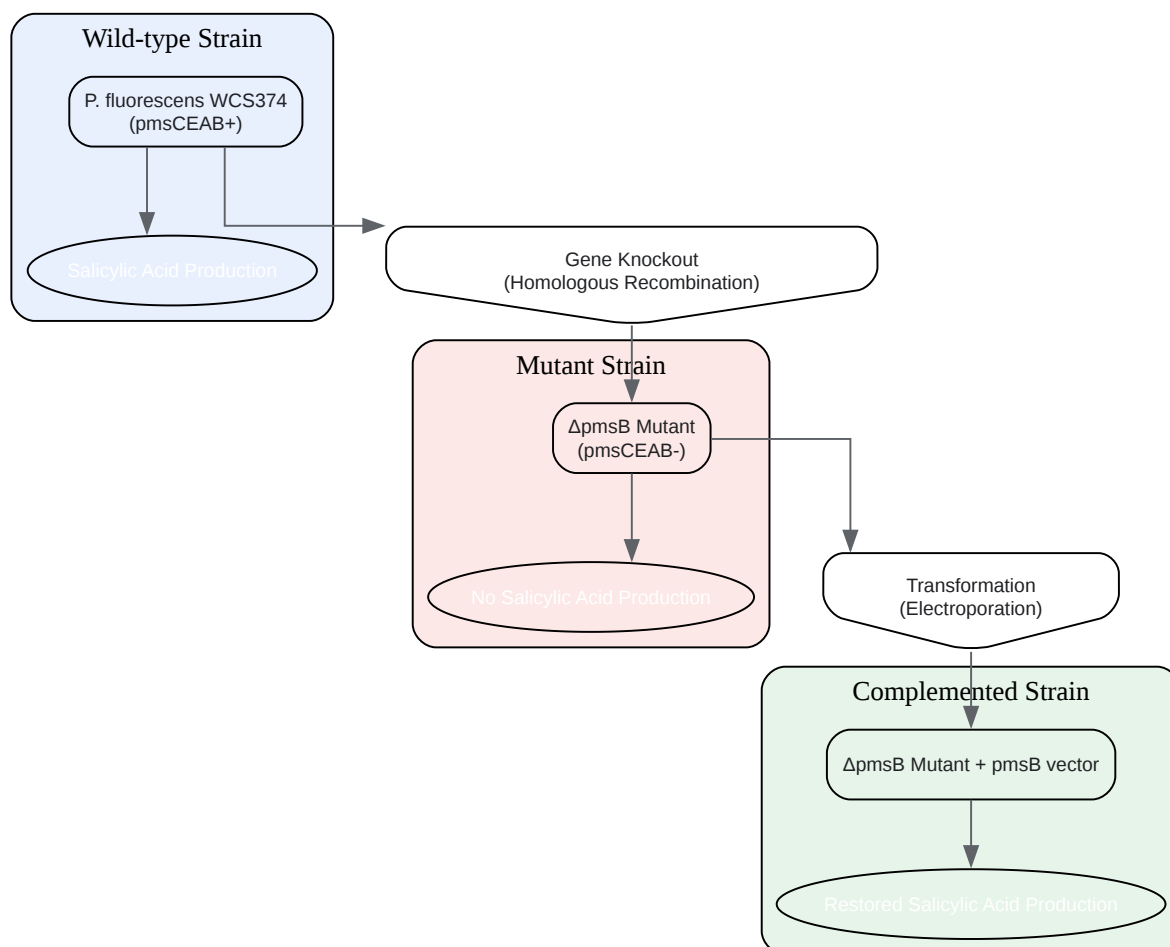 Wild-type Strain
P. fluorescens WCS374
(pmsCEAB+)
Salicylic Acid Production
Gene Knockout
(Homologous Recombination)
Mutant Strain
ΔpmsB Mutant
(pmsCEAB-)
No Salicylic Acid Production
Transformation
(Electroporation)
Complemented Strain
ΔpmsB Mutant + pmsB vector
Restored Salicylic Acid Production